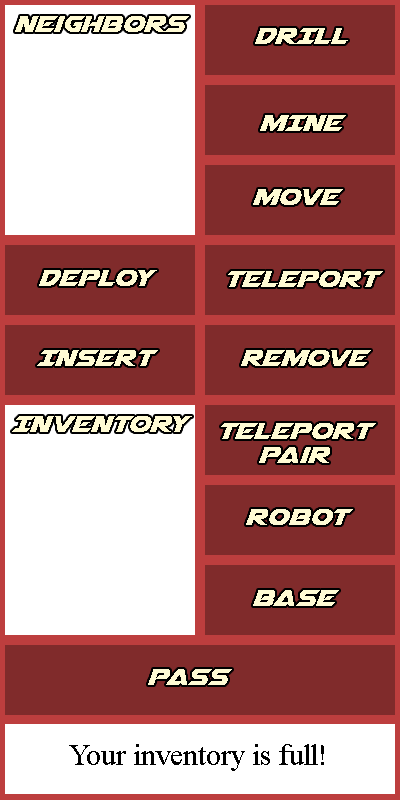 NEIGHBORS
DRILL
MINE
MOVE
DEPLOY
TELEPORT
INSERT
REMOVE
INVENTORY
TELEPORT
PAIR
ROBOT
BASE
PASS
Your inventory is full!